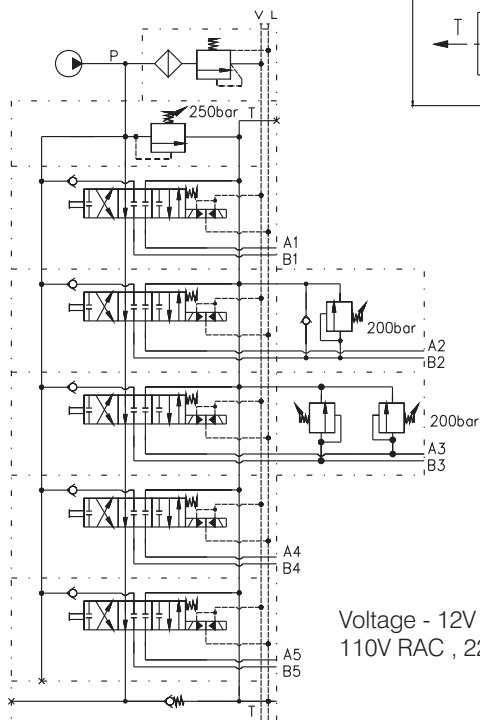 V L
P
T
250bar
T
A1
B1
200bar
A2
B2
200bar
A3
B3
A4
B4
Voltage - 12V
110V RAC , 22
A5
B5
T